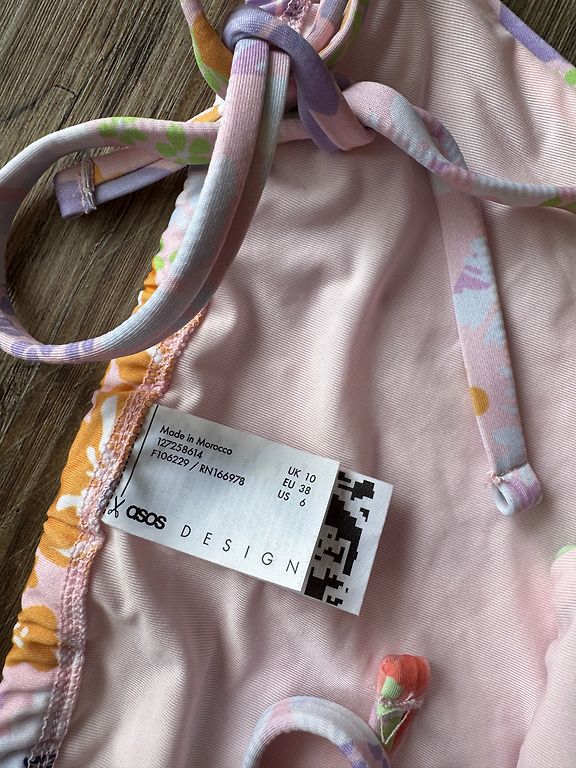 Made in Morocco
127258614
F106229 / RN166978
UK 10
EU 38
US 6
asos
DESIGN